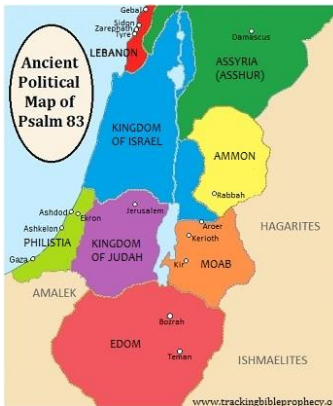 Gebal
Sidon
Zarephath
Tyre
LEBANON
Damascus
ASSYRIA
(ASSHUR)
Ancient
Political
Map of
Psalm 83
KINGDOM
OF ISRAEL
AMMON
Rabbah
Ashdod
Ekron
Jerusalem
Ashkelon
PHILISTIA
Gaza
KINGDOM
OF JUDAH
Aroer
Kerioth
Kir
MOAB
HAGARITES
AMALEK
Bozrah
EDOM
Teman
ISHMAELITES
www.trackingbibleprophecy.o